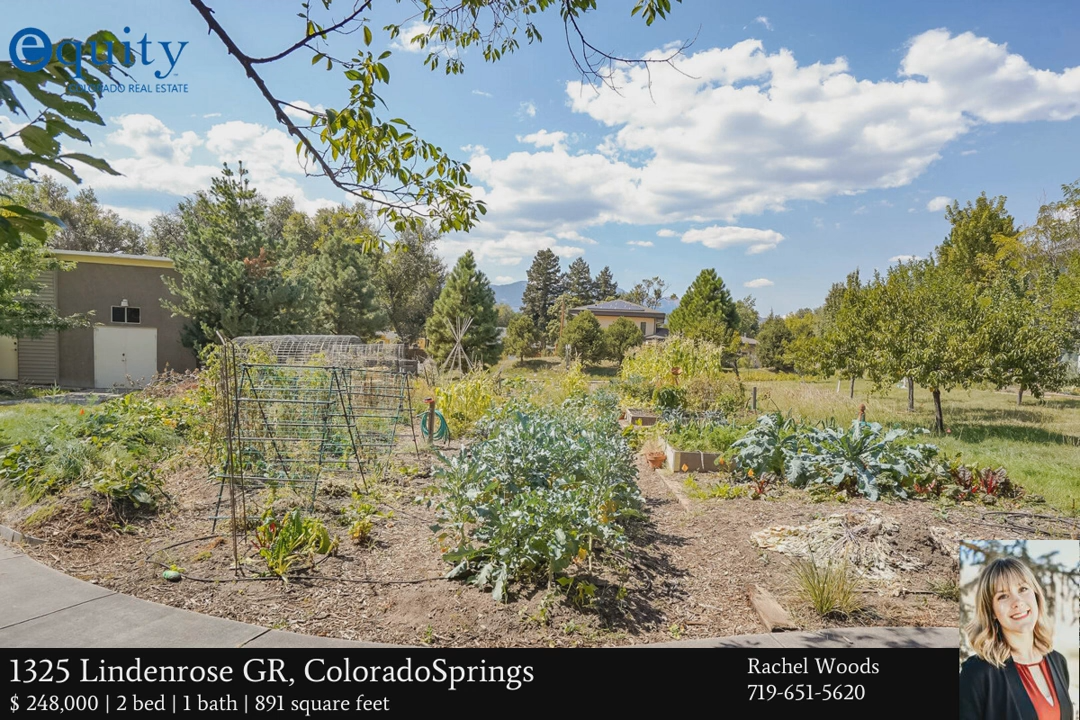 equity
COLORADO REAL ESTATE
1325 Lindenrose GR, ColoradoSprings
$ 248,000 | 2 bed | 1 bath | 891 square feet
Rachel Woods
719-651-5620